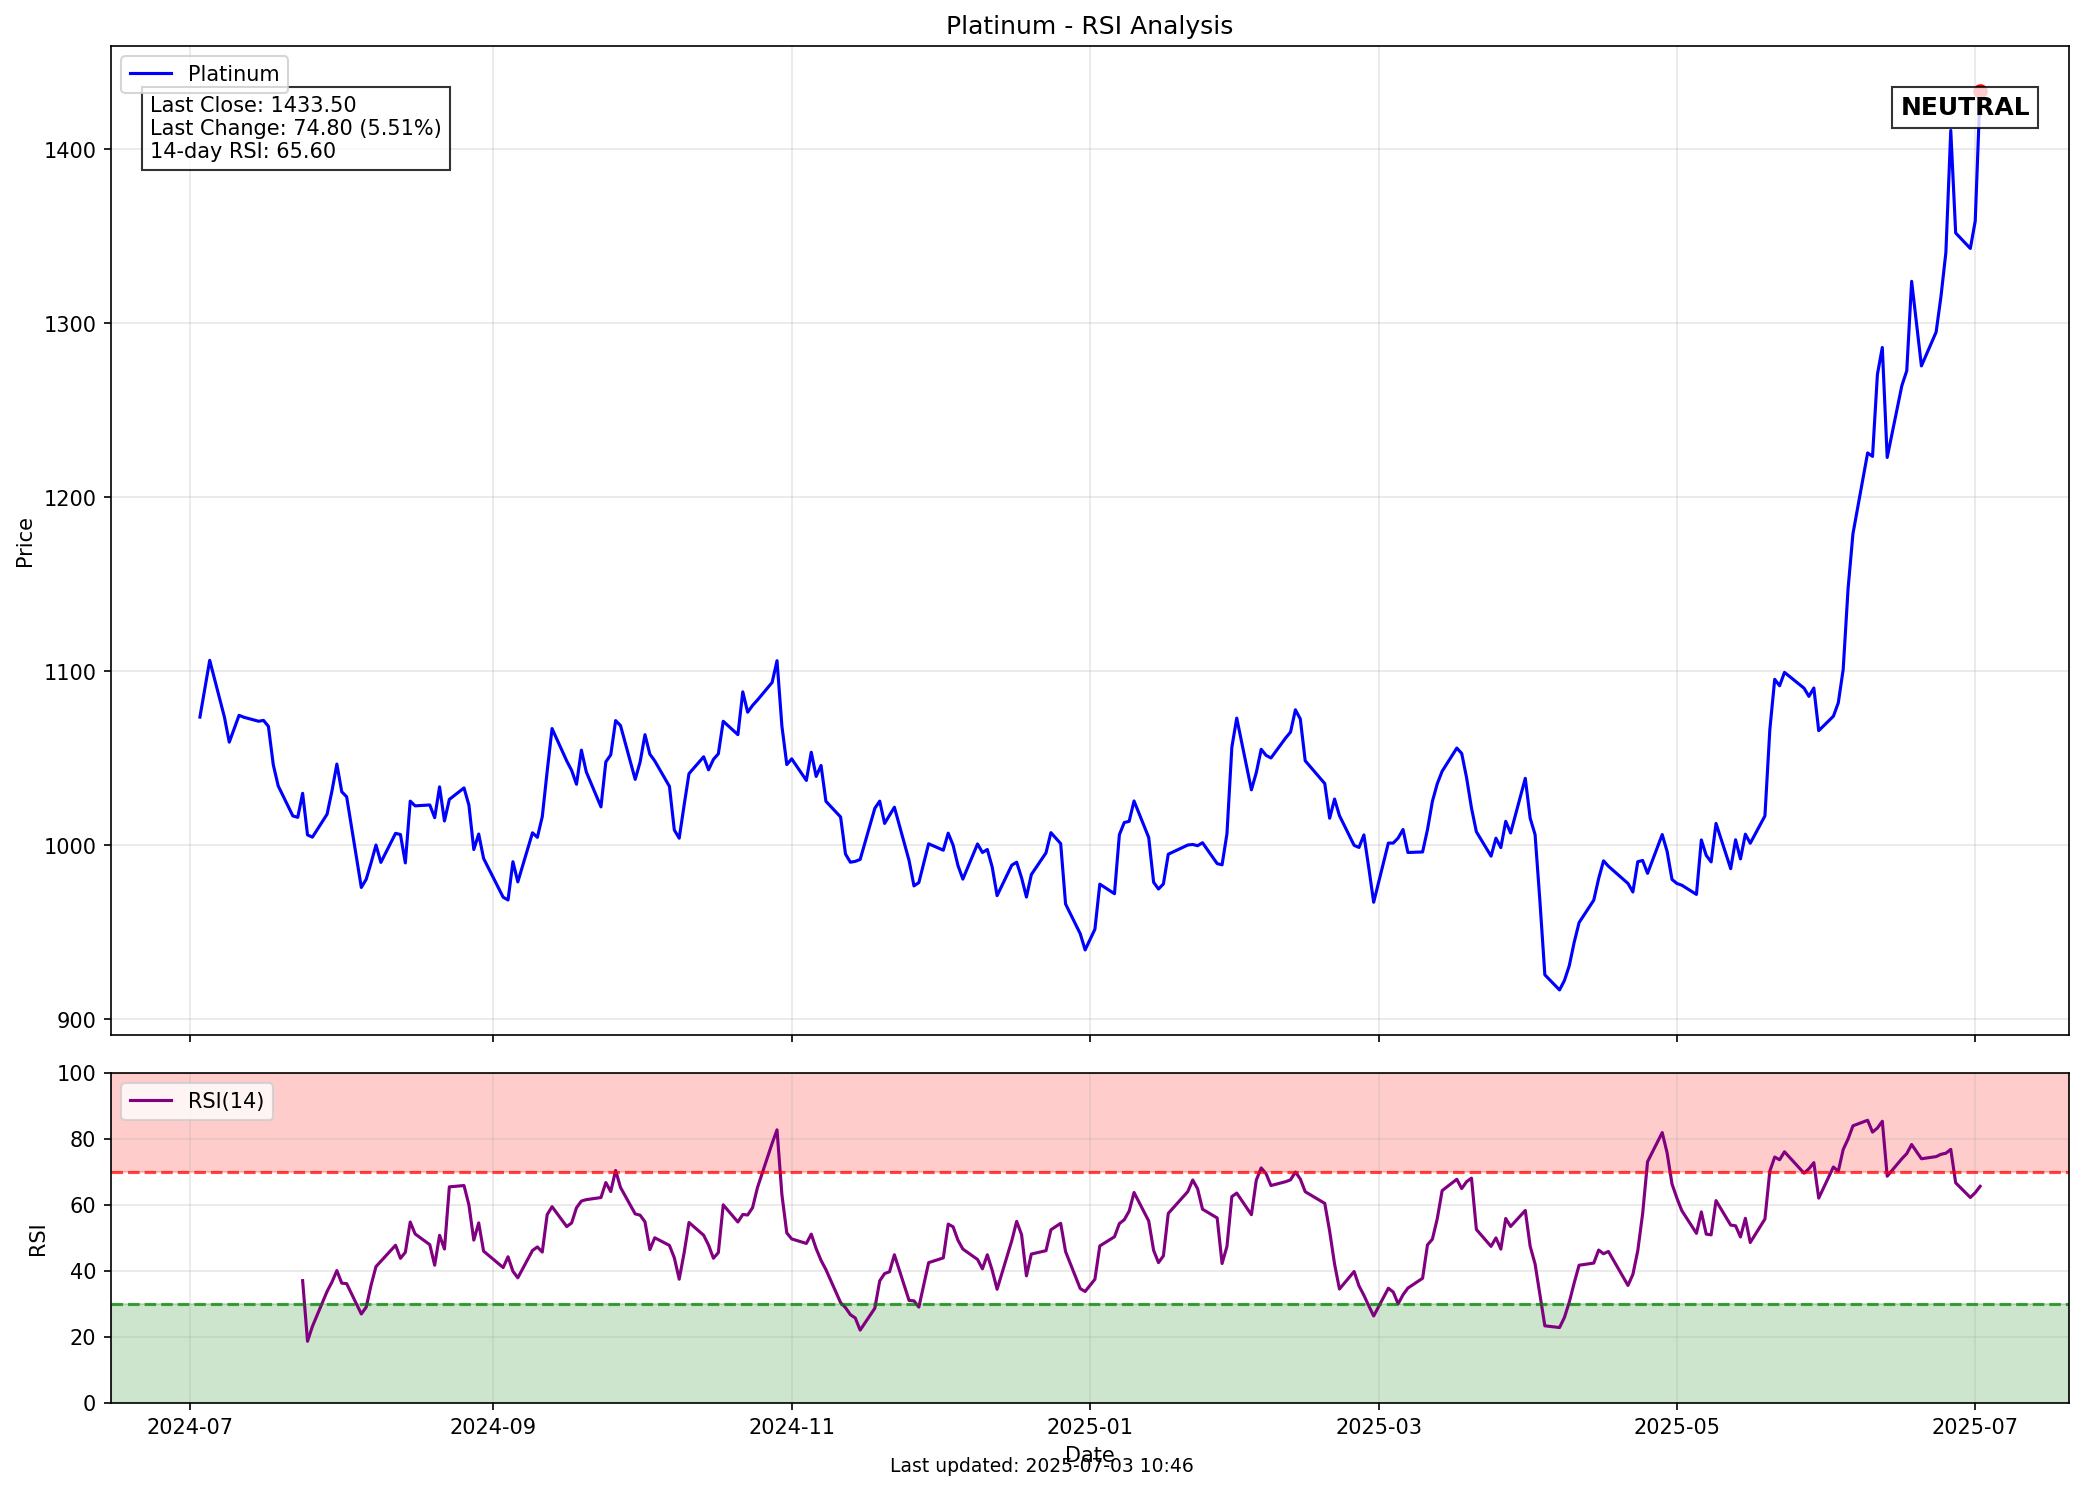 Platinum - RSI Analysis
Platinum
Last Close: 1433.50
Last Change: 74.80 (5.51%)
14-day RSI: 65.60
NEUTRAL
1400
1300
1200
1100
1000
900
Price
RSI(14)
100
80
60
40
20
0
RSI
2024-07 2024-09 2024-11 2025-01 2025-03 2025-05 2025-07
Date
Last updated: 2025-07-03 10:46